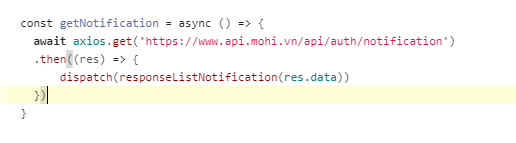 const getNotification = async () => {
await axios.get('https://www.api.mohi.vn/api/auth/notification')
.then((res) => {
dispatch(responseListNotification(res.data))
})
}